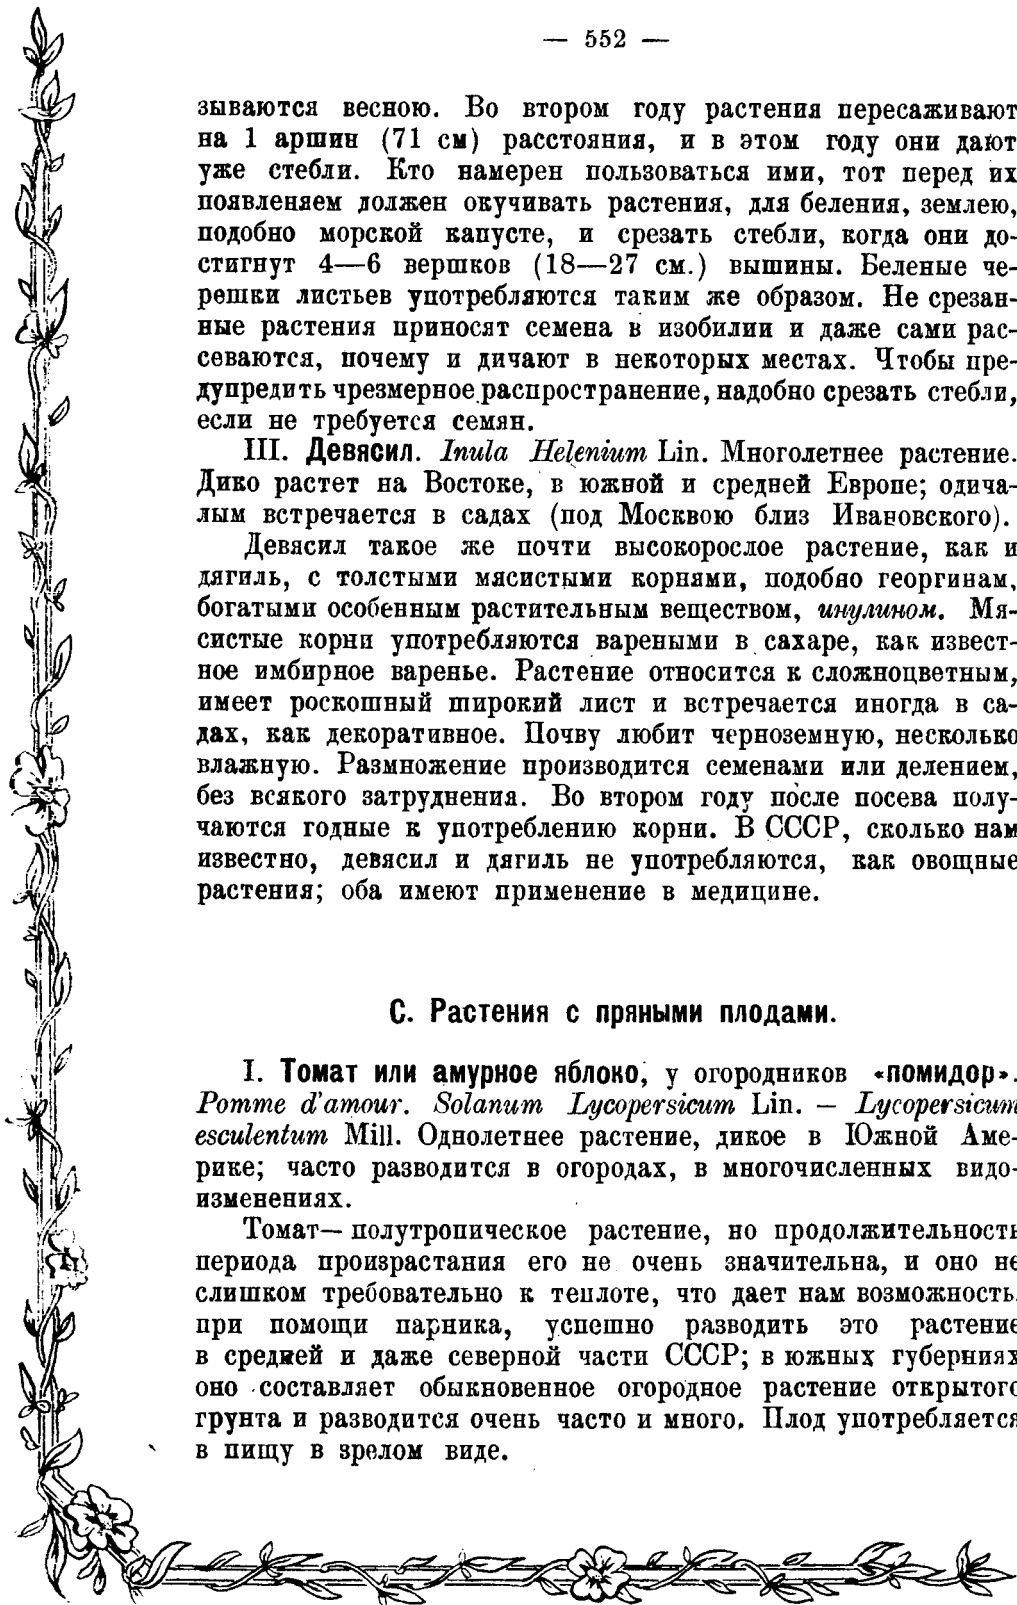 — 552 —
зываются весною. Во втором году растения пересаживают
на 1 аршин (71 см) расстояния, и в этом году они дают
уже стебли. Кто намерен пользоваться ими, тот перед их
появленяем должен окучивать растения, для беления, землею,
подобно морской капусте, и срезать стебли, когда они до-
стигнут 4—6 вершков (18—27 см.) вышины. Беленые че-
решки листьев употребляются таким же образом. Не срезан-
ные растения приносят семена в изобилии и даже сами рас-
севаются, почему и дичают в некоторых местах. Чтобы пре-
дупредить чрезмерное распространение, надобно срезать стебли,
если не требуется семян.
III. Девясил. Inula Helenium Lin. Многолетнее растение.
Дико растет на Востоке, в южной и средней Европе; одича-
лым встречается в садах (под Москвою близ Ивановского).
Девясил такое же почти высокорослое растение, как и
дягиль, с толстыми мясистыми корнями, подобно георгинам,
богатыми особенным растительным веществом, инулином. Мя-
систые корни употребляются вареными в сахаре, как извест-
ное имбирное варенье. Растение относится к сложноцветным,
имеет роскошный широкий лист и встречается иногда в са-
дах, как декоративное. Почву любит черноземную, несколько
влажную. Размножение производится семенами или делением,
без всякого затруднения. Во втором году после посева полу-
чаются годные к употреблению корни. В СССР, сколько нам
известно, девясил и дягиль не употребляются, как овощные
растения; оба имеют применение в медицине.
С. Растения с пряными плодами.
I. Томат или амурное яблоко, у огородников «помидор».
Pomme d'amour. Solanum Lycopersicum Lin. — Lycopersicum
esculentum Mill. Однолетнее растение, дикое в Южной Аме-
рике; часто разводится в огородах, в многочисленных видо-
изменениях.
Томат— полутропическое растение, но продолжительность
периода произрастания его не очень значительна, и оно не
слишком требовательно к теплоте, что дает нам возможность,
при помощи парника, успешно разводить это растение
в средней и даже северной части СССР; в южных губерниях
оно составляет обыкновенное огородное растение открытого
грунта и разводится очень часто и много. Плод употребляется
в пищу в зрелом виде.